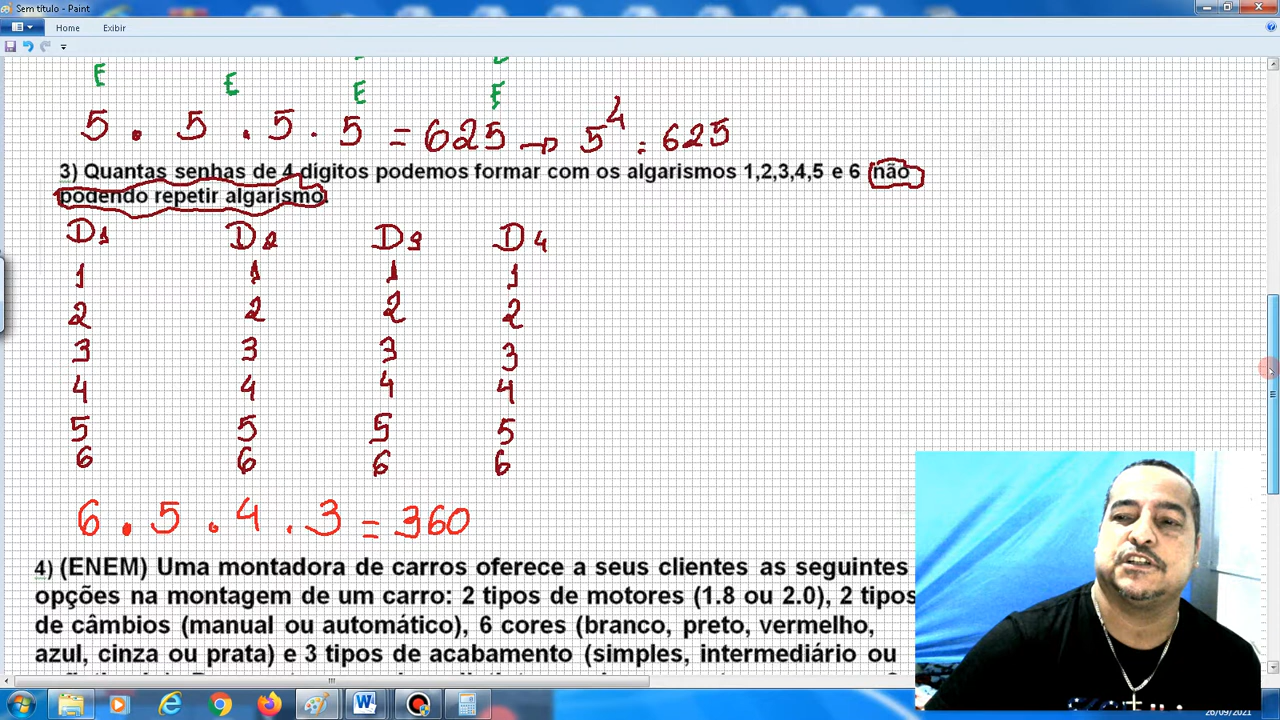 Sem título - Paint
Home Exibir
E E E E
5 . 5 . 5 . 5 = 625 → 5^4 = 625
3) Quantas senhas de 4 dígitos podemos formar com os algarismos 1,2,3,4,5 e 6 não
podendo repetir algarismo.
D1 D2 D3 D4
1 1 1 1
2 2 2 2
3 3 3 3
4 4 4 4
5 5 5 5
6 6 6 6
6 . 5 . 4 . 3 = 360
4) (ENEM) Uma montadora de carros oferece a seus clientes as seguintes
opções na montagem de um carro: 2 tipos de motores (1.8 ou 2.0), 2 tipos
de câmbios (manual ou automático), 6 cores (branco, preto, vermelho,
azul, cinza ou prata) e 3 tipos de acabamento (simples, intermediário ou
26/09/2021